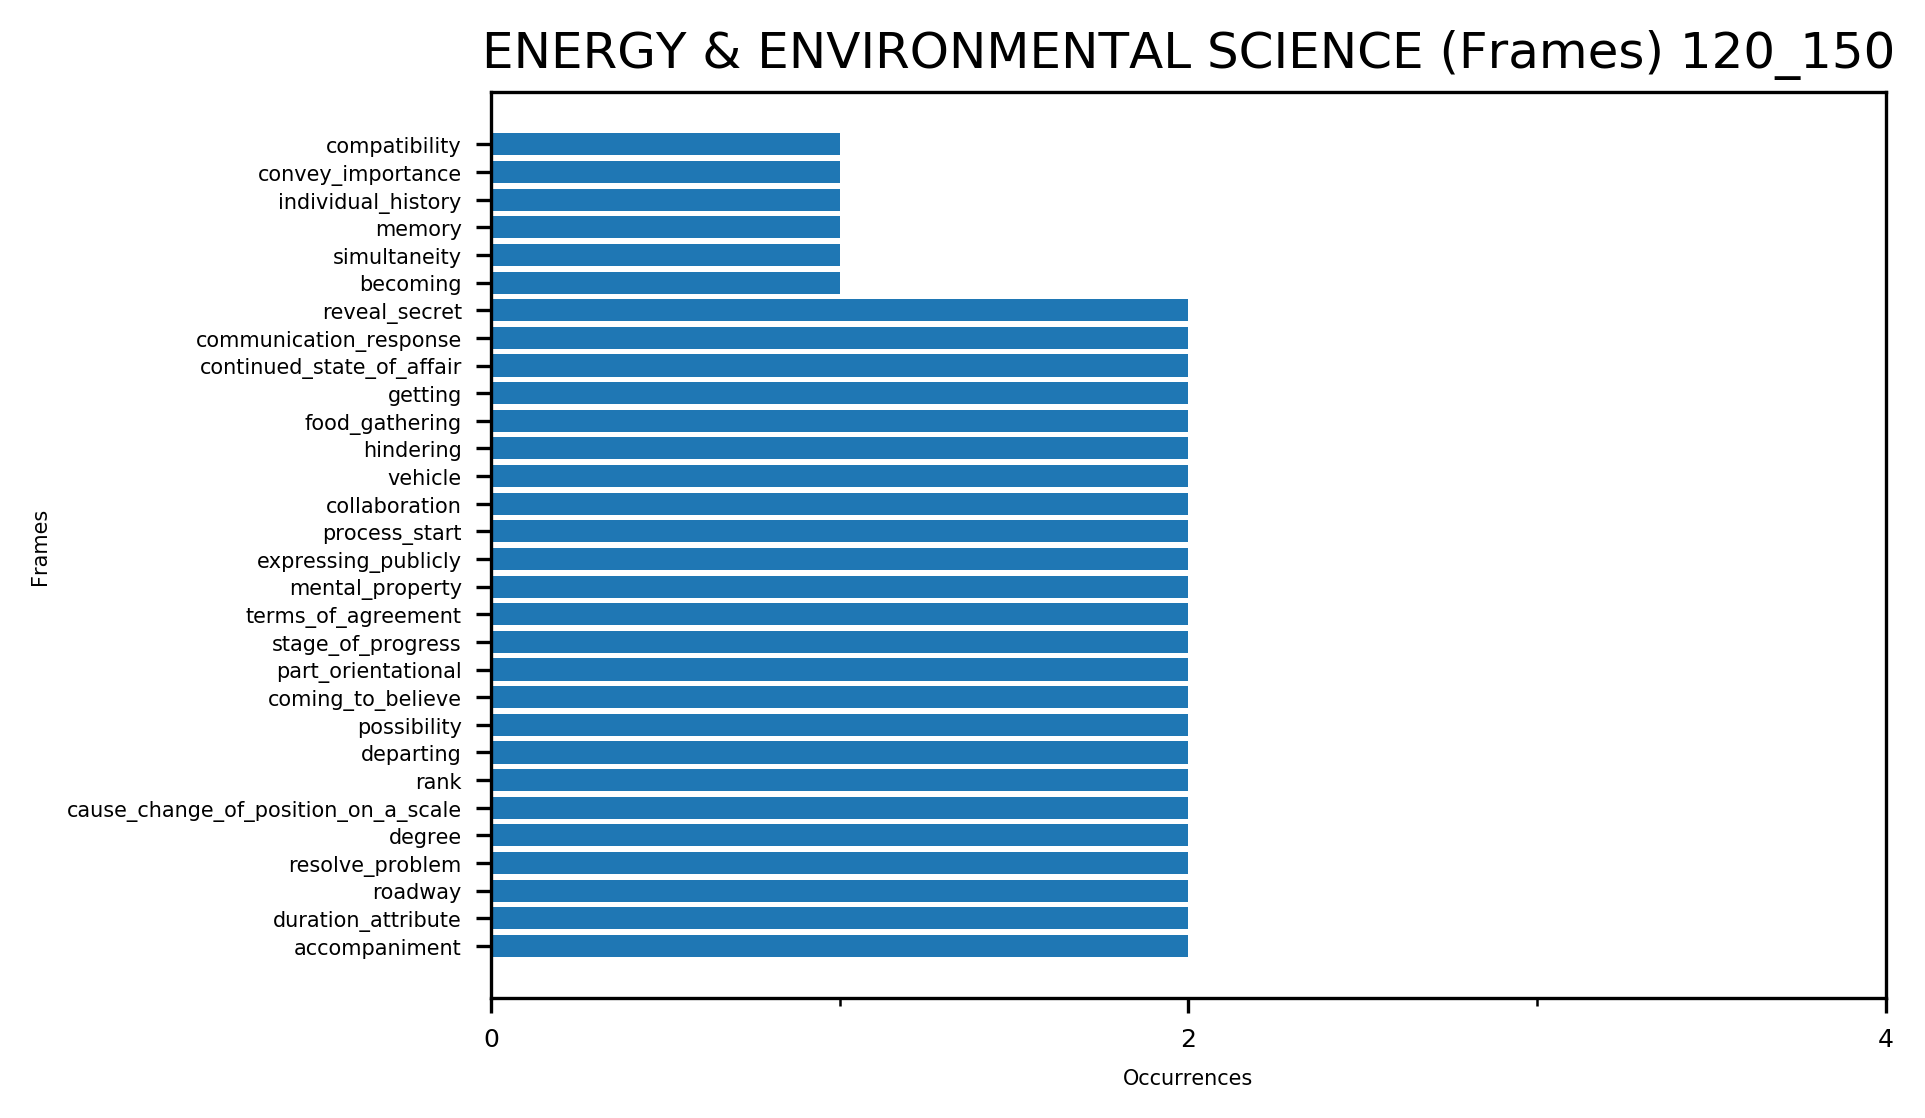 ENERGY & ENVIRONMENTAL SCIENCE (Frames) 120_150
compatibility
convey_importance
individual_history
memory
simultaneity
becoming
reveal_secret
communication_response
continued_state_of_affair
getting
food_gathering
hindering
vehicle
collaboration
process_start
expressing_publicly
mental_property
terms_of_agreement
stage_of_progress
part_orientational
coming_to_believe
possibility
departing
rank
cause_change_of_position_on_a_scale
degree
resolve_problem
roadway
duration_attribute
accompaniment
Frames
0 2 4
Occurrences